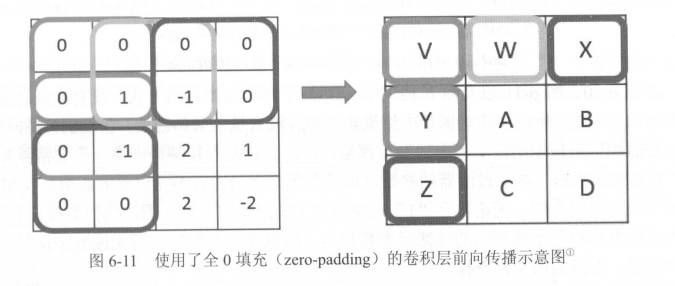 0 0 0 0 V W X
0 1 -1 0
0 -1 2 1 Y A B
0 0 2 -2 Z C D
图 6-11 使用了全 0 填充（zero-padding）的卷积层前向传播示意图①